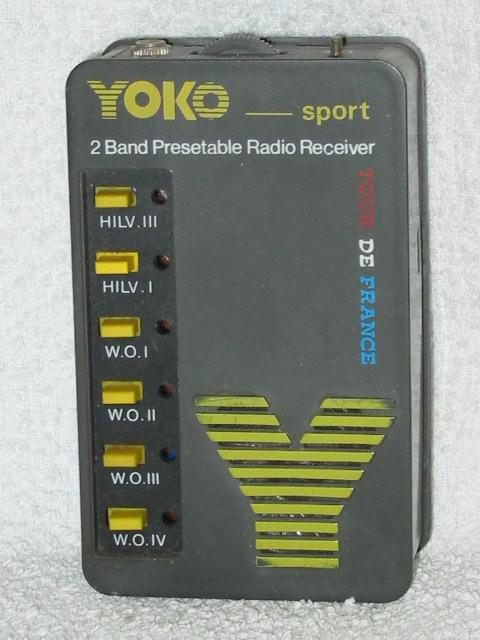 YOKO — sport
2 Band Presetable Radio Receiver
TOUR DE FRANCE
HILV.III
HILV.I
W.O.I
W.O.II
W.O.III
W.O.IV